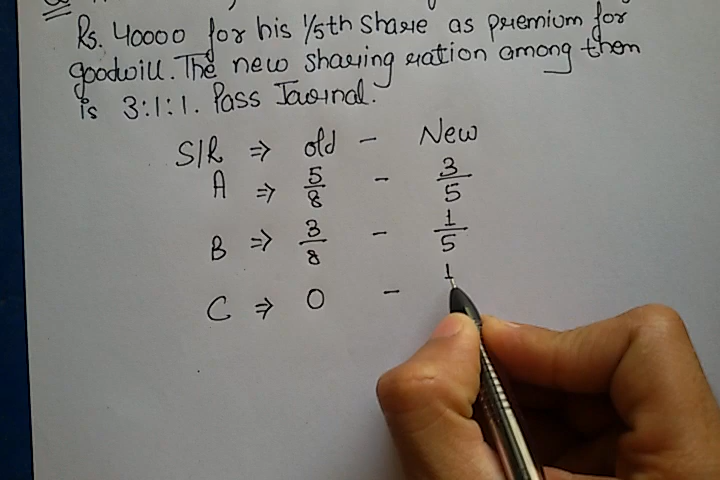 Rs. 40000 for his 1/5th Share as premium for
goodwill. The new sharing ration among them
is 3:1:1. Pass Journal.
S/R ⇒ old - New
A ⇒ 5/8 - 3/5
B ⇒ 3/8 - 1/5
C ⇒ 0 - 1